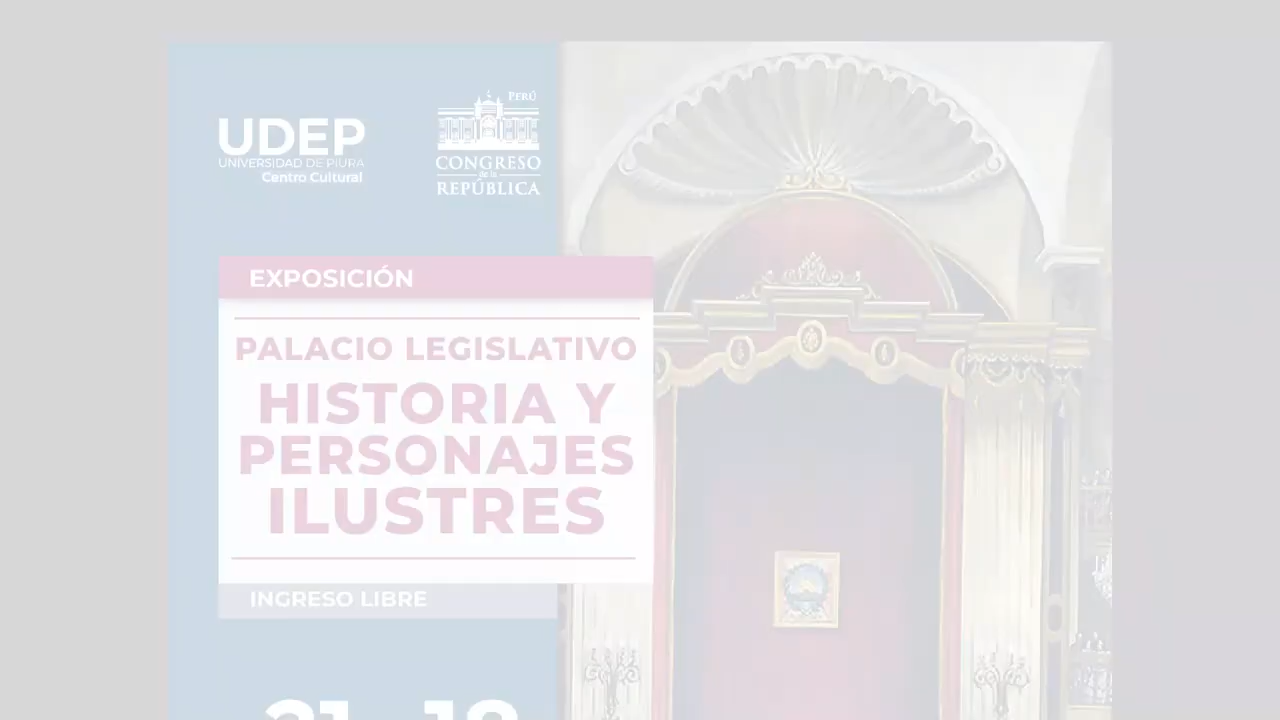 UDEP
UNIVERSIDAD DE PIURA
Centro Cultural
PERÚ
CONGRESO
de la
REPÚBLICA
EXPOSICIÓN
PALACIO LEGISLATIVO
HISTORIA Y
PERSONAJES
ILUSTRES
INGRESO LIBRE